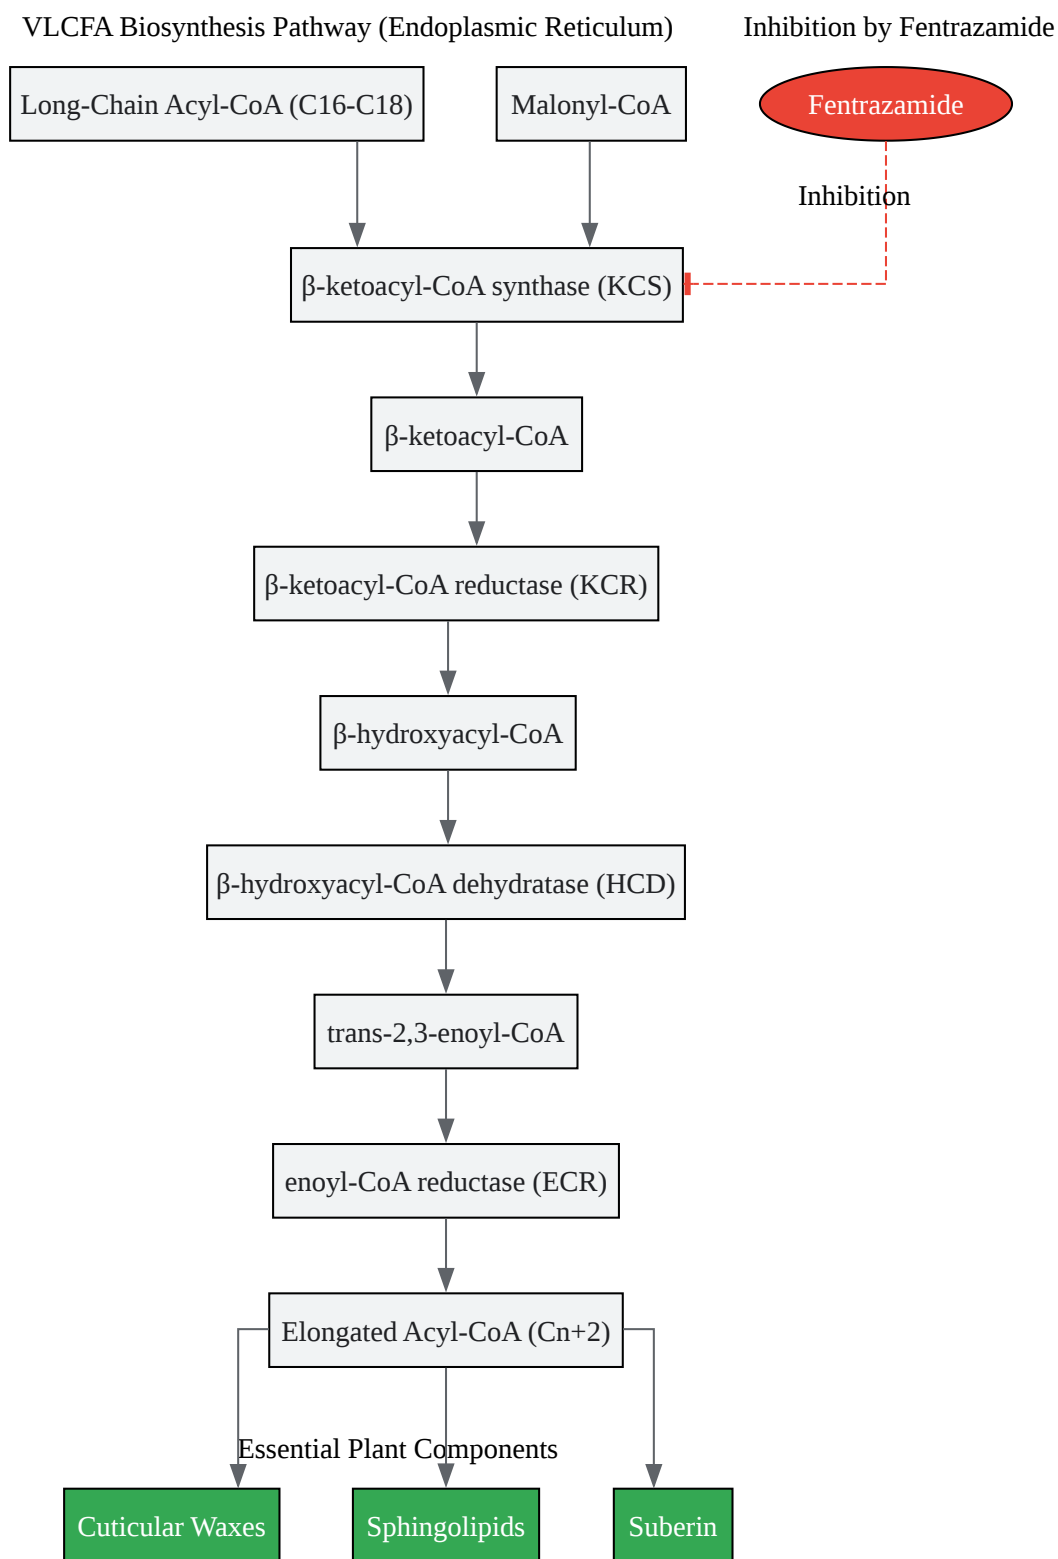 VLCFA Biosynthesis Pathway (Endoplasmic Reticulum)
Inhibition by Fentrazamide
Long-Chain Acyl-CoA (C16-C18)
Malonyl-CoA
Fentrazamide
Inhibition
β-ketoacyl-CoA synthase (KCS)
β-ketoacyl-CoA
β-ketoacyl-CoA reductase (KCR)
β-hydroxyacyl-CoA
β-hydroxyacyl-CoA dehydratase (HCD)
trans-2,3-enoyl-CoA
enoyl-CoA reductase (ECR)
Elongated Acyl-CoA (Cn+2)
Essential Plant Components
Cuticular Waxes
Sphingolipids
Suberin